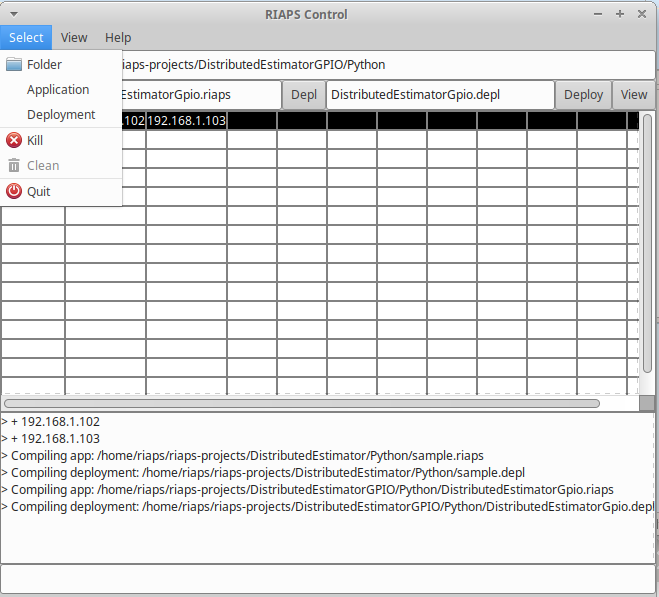 RIAPS Control
Select View Help
Folder
Application
Deployment
Kill
Clean
Quit
iaps-projects/DistributedEstimatorGPIO/Python
EstimatorGpio.riaps Depl DistributedEstimatorGpio.depl Deploy View
.102 192.168.1.103
> + 192.168.1.102
> + 192.168.1.103
> Compiling app: /home/riaps/riaps-projects/DistributedEstimator/Python/sample.riaps
> Compiling deployment: /home/riaps/riaps-projects/DistributedEstimator/Python/sample.depl
> Compiling app: /home/riaps/riaps-projects/DistributedEstimatorGPIO/Python/DistributedEstimatorGpio.riaps
> Compiling deployment: /home/riaps/riaps-projects/DistributedEstimatorGPIO/Python/DistributedEstimatorGpio.depl